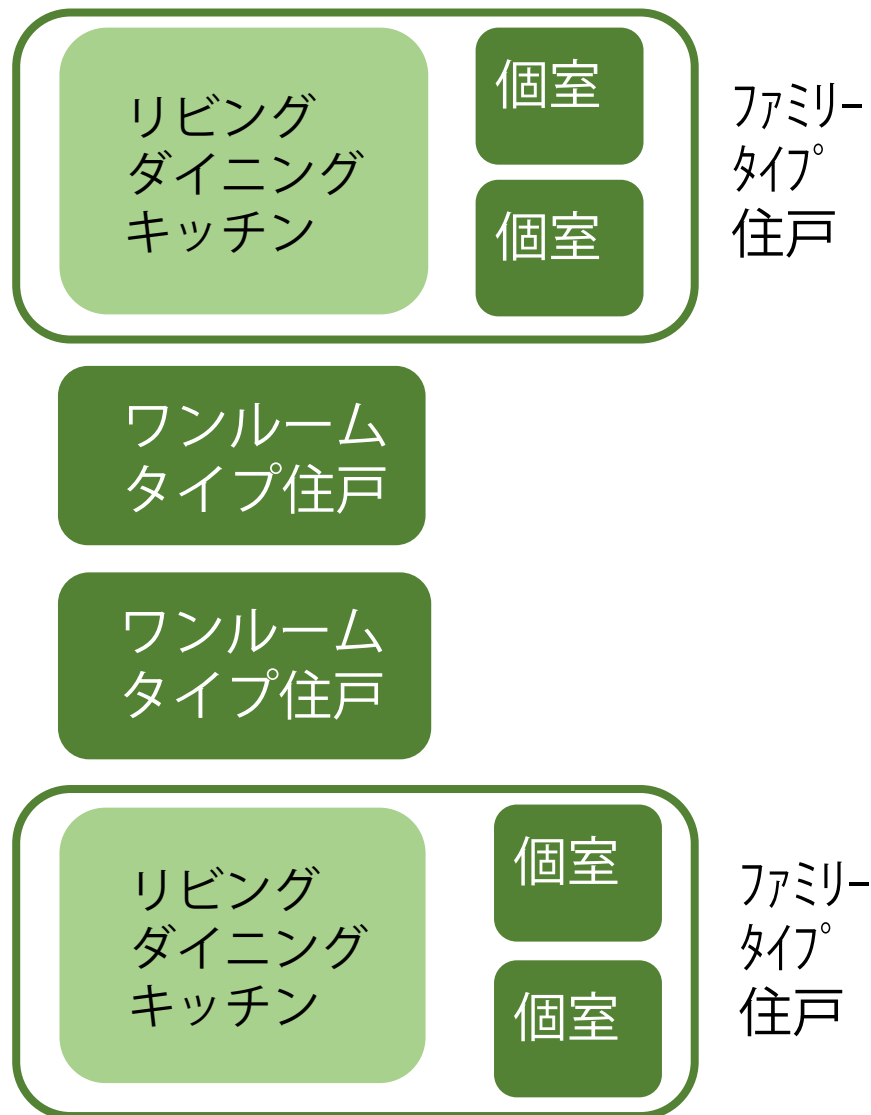 リビング
ダイニング
キッチン
個室
個室
ファミリー
タイプ
住戸
ワンルーム
タイプ住戸
ワンルーム
タイプ住戸
リビング
ダイニング
キッチン
個室
個室
ファミリー
タイプ
住戸